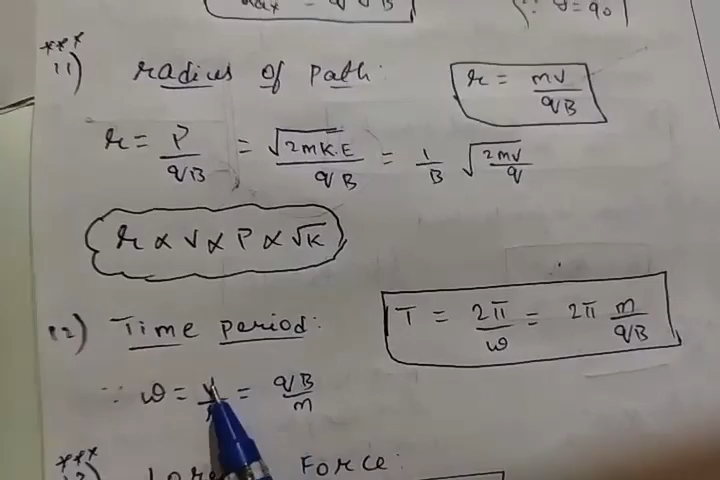 ***
11) radius of Path: r = mv/qB
r = P/qB = √2mK.E/qB = 1/B √2mV/q
r ∝ V ∝ P ∝ √K
12) Time period: T = 2π/ω = 2π m/qB
∵ ω = v/r = qB/m
***
Force: